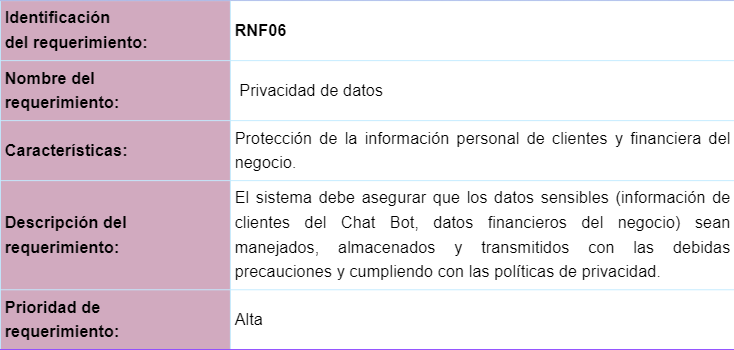 Identificación
del requerimiento:
RNF06
Nombre del
requerimiento:
Privacidad de datos
Características:
Protección de la información personal de clientes y financiera del
negocio.
Descripción del
requerimiento:
El sistema debe asegurar que los datos sensibles (información de
clientes del Chat Bot, datos financieros del negocio) sean
manejados, almacenados y transmitidos con las debidas
precauciones y cumpliendo con las políticas de privacidad.
Prioridad de
requerimiento:
Alta